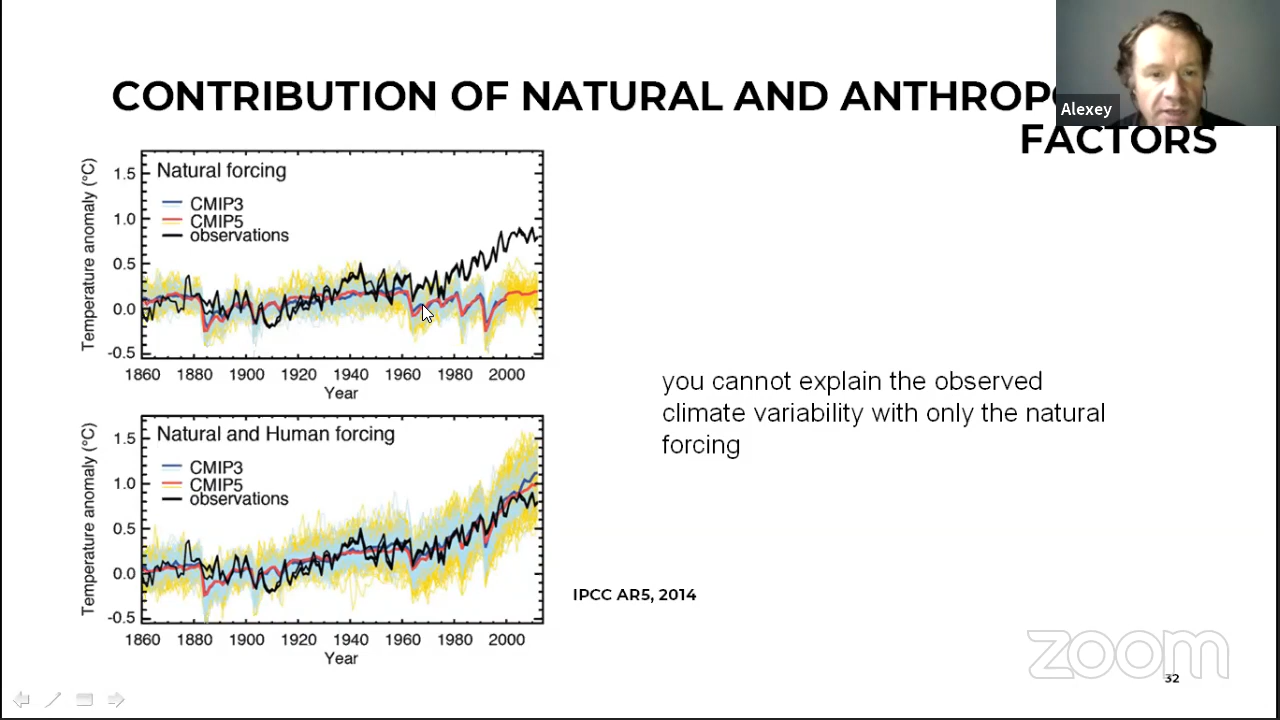 CONTRIBUTION OF NATURAL AND
FACTORS
Alexey
Natural forcing
CMIP3
CMIP5
observations
Temperature anomaly (°C)
1.5
1.0
0.5
0.0
-0.5
1860 1880 1900 1920 1940 1960 1980 2000
Year
you cannot explain the observed
climate variability with only the natural
forcing
Natural and Human forcing
CMIP3
CMIP5
observations
Temperature anomaly (°C)
1.5
1.0
0.5
0.0
-0.5
1860 1880 1900 1920 1940 1960 1980 2000
Year
IPCC AR5, 2014
zoom
32